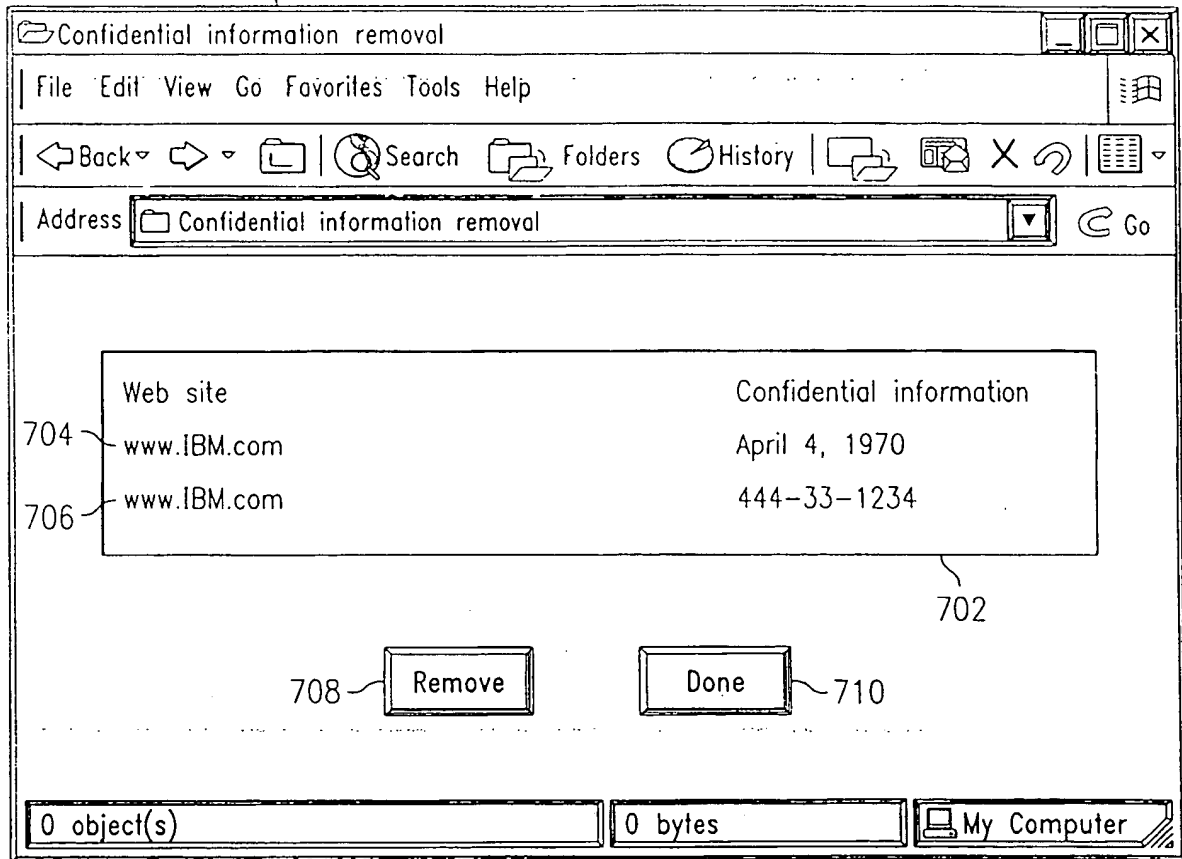 Confidential information removal
File Edit View Go Favorites Tools Help
Back Search Folders History
Address Confidential information removal Go
Web site Confidential information
704 www.IBM.com April 4, 1970
706 www.IBM.com 444-33-1234
702
708 Remove Done 710
0 object(s) 0 bytes My Computer